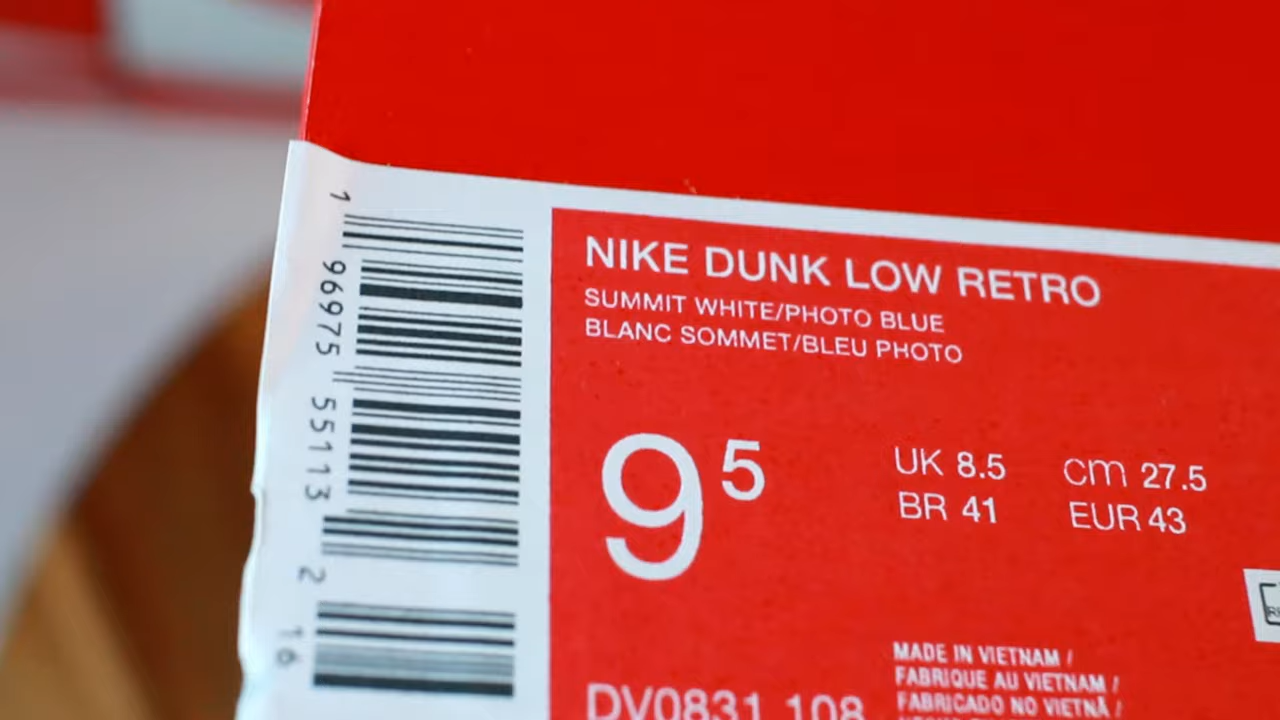 1 96975 55113 2 16
NIKE DUNK LOW RETRO
SUMMIT WHITE/PHOTO BLUE
BLANC SOMMET/BLEU PHOTO
9 5
UK 8.5 cm 27.5
BR 41 EUR 43
MADE IN VIETNAM /
FABRIQUE AU VIETNAM /
FABRICADO NO VIETNÃ /
DV0831 108